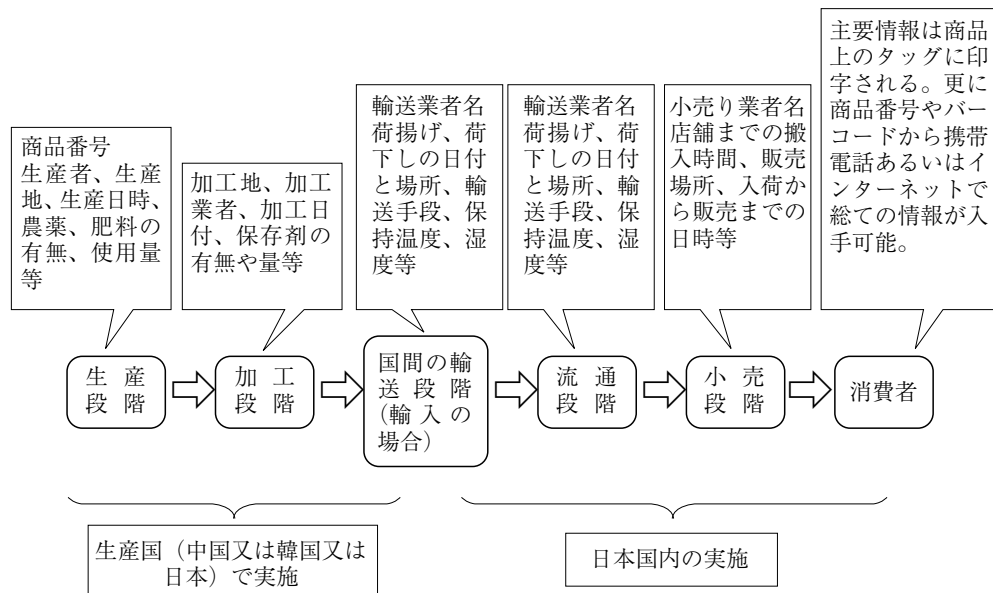 商品番号
生産者、生産
地、生産日時、
農薬、肥料の
有無、使用量
等
加工地、加工
業者、加工日
付、保存剤の
有無や量等
輸送業者名
荷揚げ、荷
下しの日付
と場所、輸
送手段、保
持温度、湿
度等
輸送業者名
荷揚げ、荷
下しの日付
と場所、輸
送手段、保
持温度、湿
度等
小売り業者名
店舗までの搬
入時間、販売
場所、入荷か
ら販売までの
日時等
主要情報は商品
上のタッグに印
字される。更に
商品番号やバー
コードから携帯
電話あるいはイ
ンターネットで
総ての情報が入
手可能。
生産
段階
加工
段階
国間の輸
送段階
(輸入の
場合)
流通
段階
小売
段階
消費者
生産国（中国又は韓国又は
日本）で実施
日本国内の実施